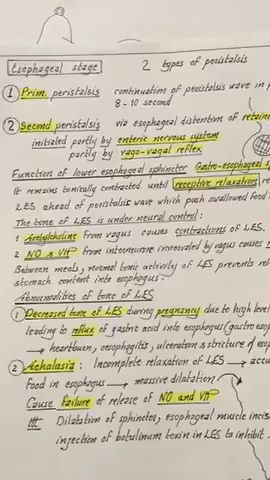 Esophageal stage 2 types of peristalsis
① Prim. peristalsis continuation of peristalsis wave in
8-10 second
② Second peristalsis via esophageal distention of
initiated partly by enteric nervous system
partly by vago-vagal reflex
Function of lower esophageal sphincter Gastro-esophageal
It remains tonically contracted until receptive relaxation
LES ahead of peristaltic wave which push swallowed food
The tone of LES is under neural control:
1 Acetylcholine from vagus causes contractions of LES.
2 NO & VIP from interneurone innervated by vagus causes
Between meals, normal tonic activity of LES prevents
stomach content into esophagus.
Abnormalities of tone of LES
① Decreased tone of LES during pregnancy due to high
leading to reflux of gastric acid into esophagus
→ heartburn, oesophagitis, ulceration & stricture of
② Achalasia: Incomplete relaxation of LES →
food in esophagus → massive dilatation
Cause failure of release of NO and VIP
Dilatation of sphincter, esophageal muscle
injection of botulinum toxin in LES to inhibit